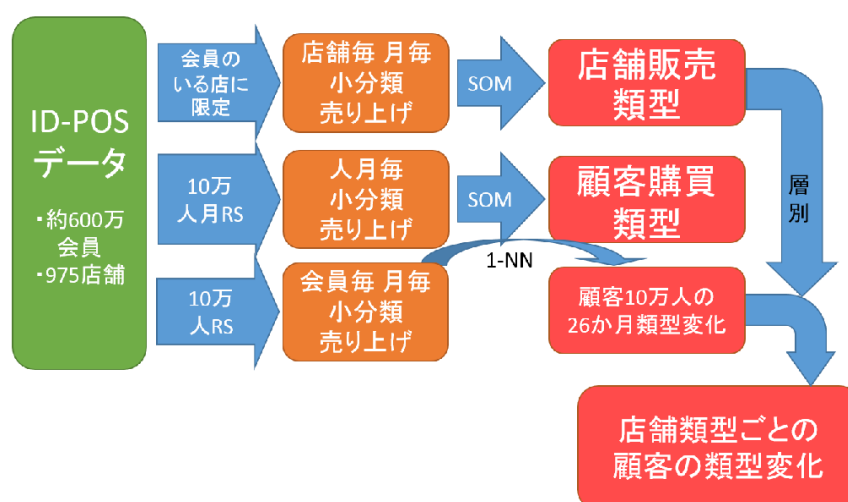 ID-POS
データ
・約600万
会員
・975店舗
会員の
いる店に
限定
店舗毎 月毎
小分類
売り上げ
SOM
店舗販売
類型
10万
人月RS
人月毎
小分類
売り上げ
SOM
顧客購買
類型
層
別
10万
人RS
会員毎 月毎
小分類
売り上げ
1-NN
顧客10万人の
26か月類型変化
店舗類型ごとの
顧客の類型変化